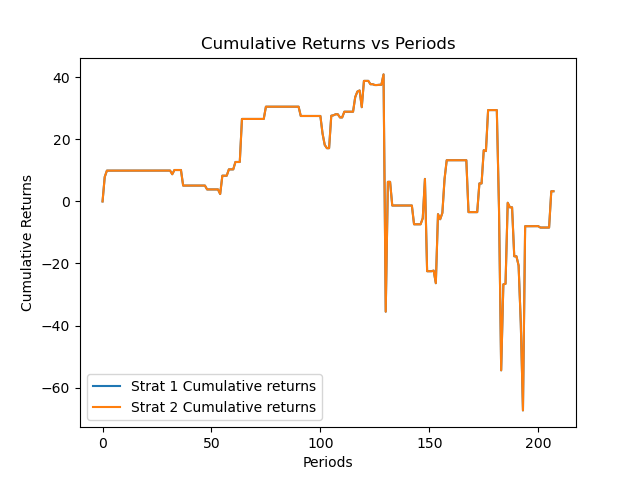 Cumulative Returns vs Periods
Cumulative Returns
40
20
0
−20
−40
−60
Strat 1 Cumulative returns
Strat 2 Cumulative returns
0 50 100 150 200
Periods